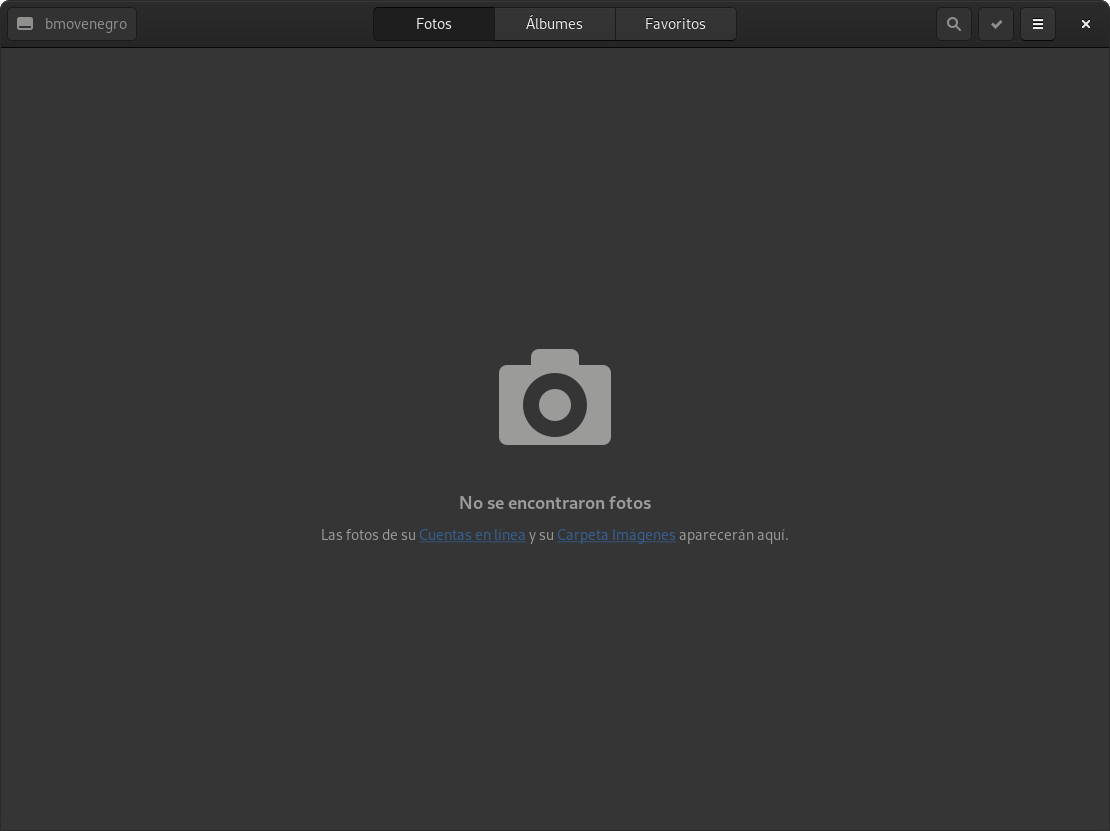 bmovenegro
Fotos
Álbumes
Favoritos
No se encontraron fotos
Las fotos de su Cuentas en línea y su Carpeta Imágenes aparecerán aquí.